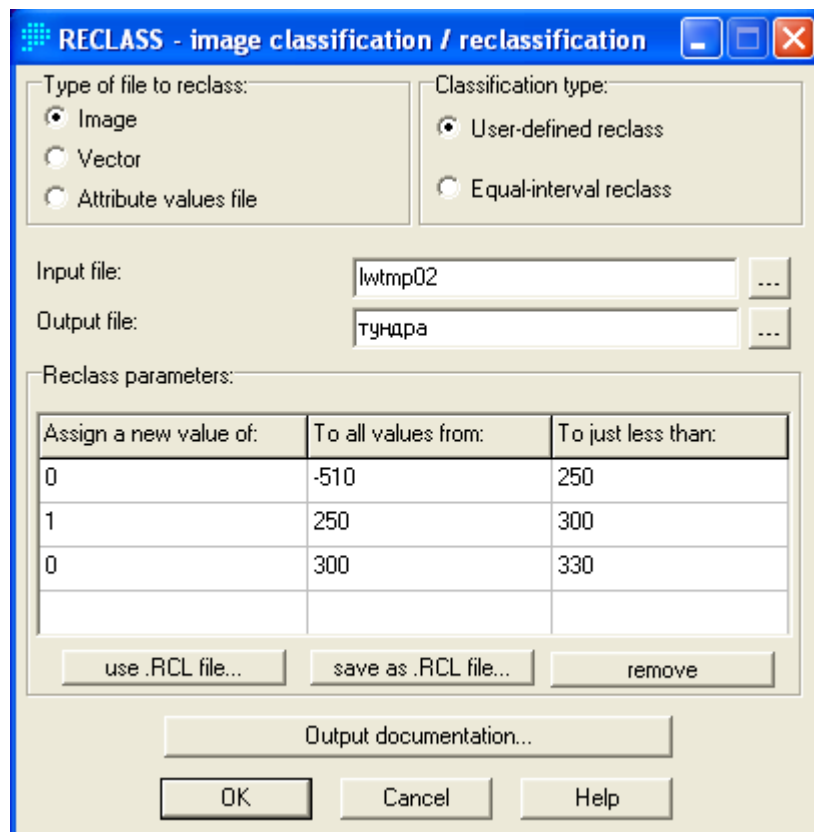 RECLASS - image classification / reclassification
Type of file to reclass:
Image
Vector
Attribute values file
Classification type:
User-defined reclass
Equal-interval reclass
Input file:
lwtmp02
...
Output file:
тундра
...
Reclass parameters:
Assign a new value of: To all values from: To just less than:
0 -510 250
1 250 300
0 300 330
use .RCL file... save as .RCL file... remove
Output documentation...
OK Cancel Help